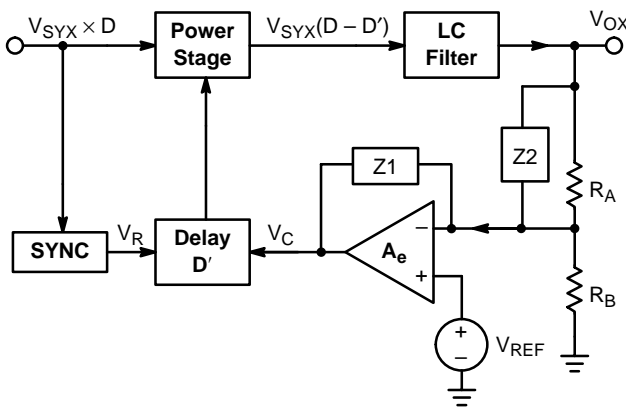 V_SYX × D
Power
Stage
V_SYX(D – D′)
LC
Filter
V_OX
Z2
Z1
R_A
SYNC
V_R
Delay
D′
V_C
–
A_e
+
R_B
+
–
V_REF